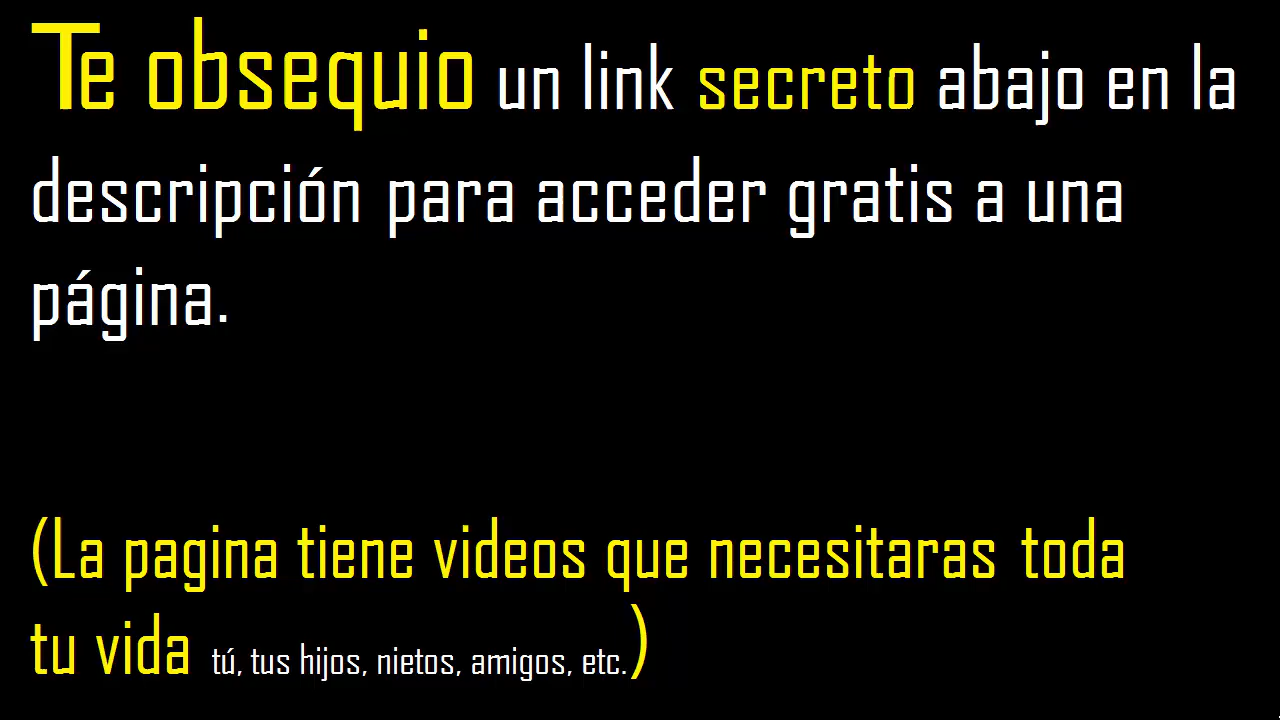 Te obsequio un link secreto abajo en la
descripción para acceder gratis a una
página.
(La pagina tiene videos que necesitaras toda
tu vida tú, tus hijos, nietos, amigos, etc.)